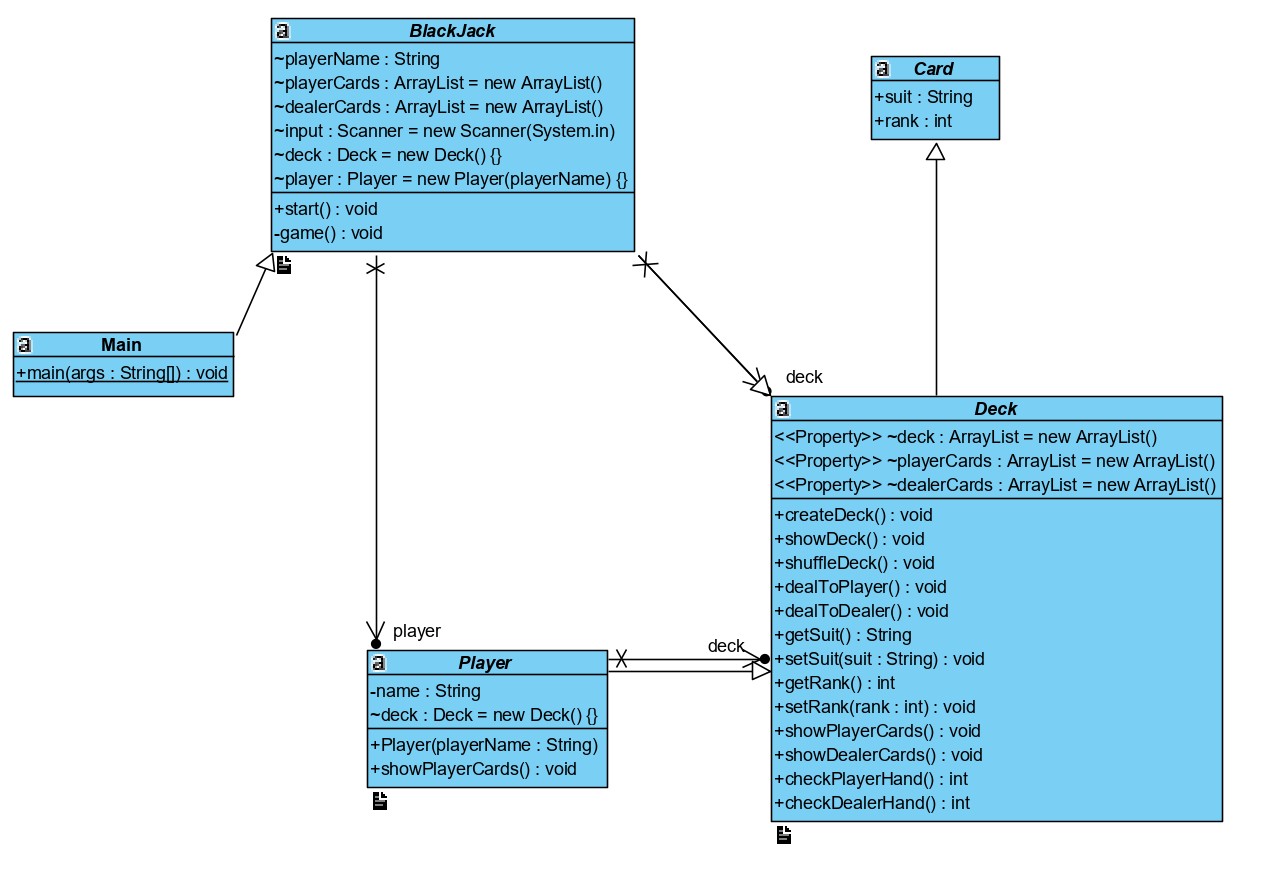 BlackJack
~playerName : String
~playerCards : ArrayList = new ArrayList()
~dealerCards : ArrayList = new ArrayList()
~input : Scanner = new Scanner(System.in)
~deck : Deck = new Deck() {}
~player : Player = new Player(playerName) {}
+start() : void
-game() : void
Card
+suit : String
+rank : int
Main
+main(args : String[]) : void
deck
Deck
<<Property>> ~deck : ArrayList = new ArrayList()
<<Property>> ~playerCards : ArrayList = new ArrayList()
<<Property>> ~dealerCards : ArrayList = new ArrayList()
+createDeck() : void
+showDeck() : void
+shuffleDeck() : void
+dealToPlayer() : void
+dealToDealer() : void
+getSuit() : String
+setSuit(suit : String) : void
+getRank() : int
+setRank(rank : int) : void
+showPlayerCards() : void
+showDealerCards() : void
+checkPlayerHand() : int
+checkDealerHand() : int
player
deck
Player
-name : String
~deck : Deck = new Deck() {}
+Player(playerName : String)
+showPlayerCards() : void